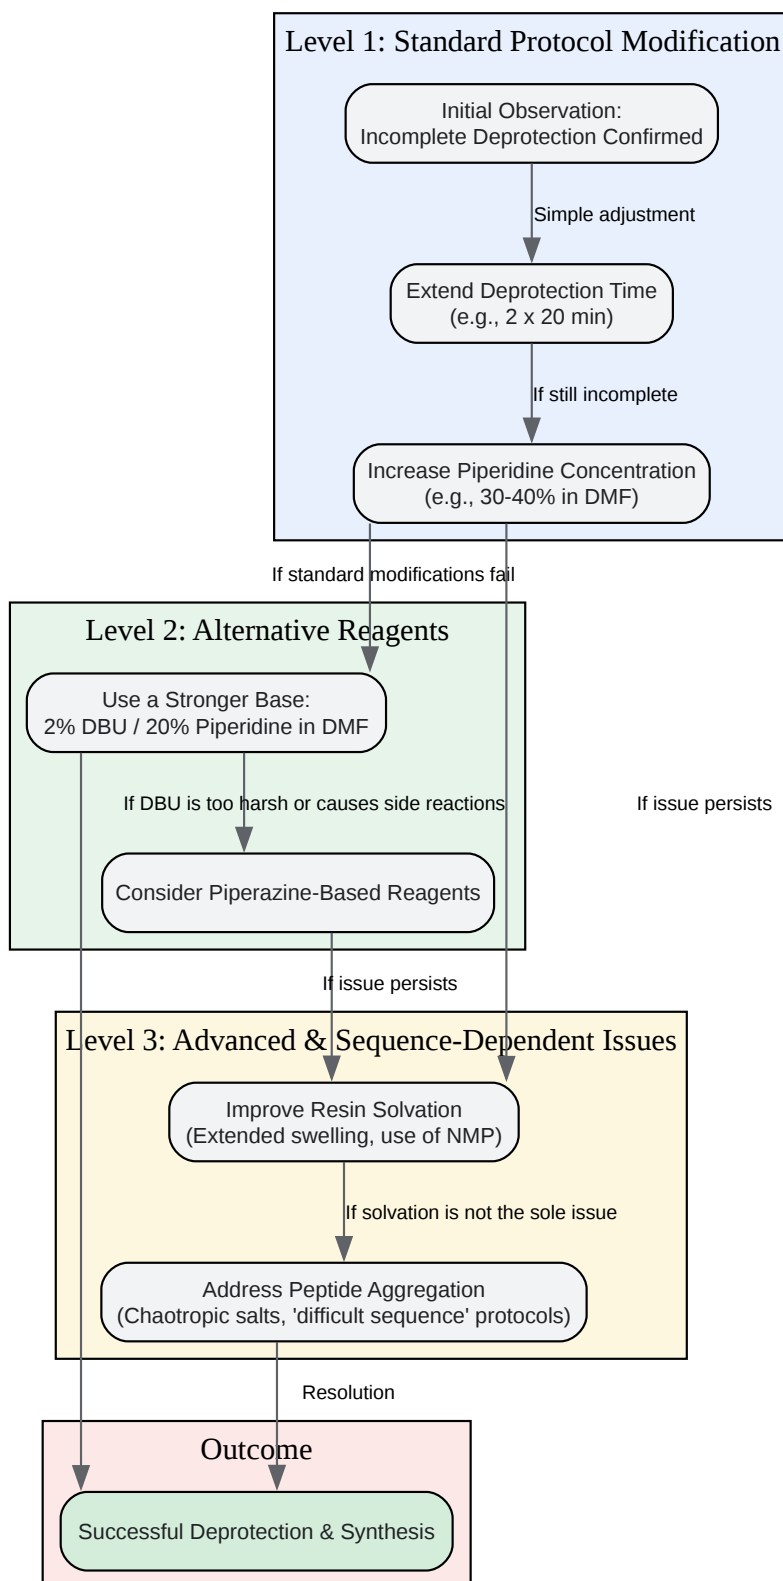 Level 1: Standard Protocol Modification
Initial Observation:
Incomplete Deprotection Confirmed
Simple adjustment
Extend Deprotection Time
(e.g., 2 x 20 min)
If still incomplete
Increase Piperidine Concentration
(e.g., 30-40% in DMF)
If standard modifications fail
Level 2: Alternative Reagents
Use a Stronger Base:
2% DBU / 20% Piperidine in DMF
If DBU is too harsh or causes side reactions
If issue persists
Consider Piperazine-Based Reagents
If issue persists
Level 3: Advanced & Sequence-Dependent Issues
Improve Resin Solvation
(Extended swelling, use of NMP)
If solvation is not the sole issue
Address Peptide Aggregation
(Chaotropic salts, 'difficult sequence' protocols)
Resolution
Outcome
Successful Deprotection & Synthesis